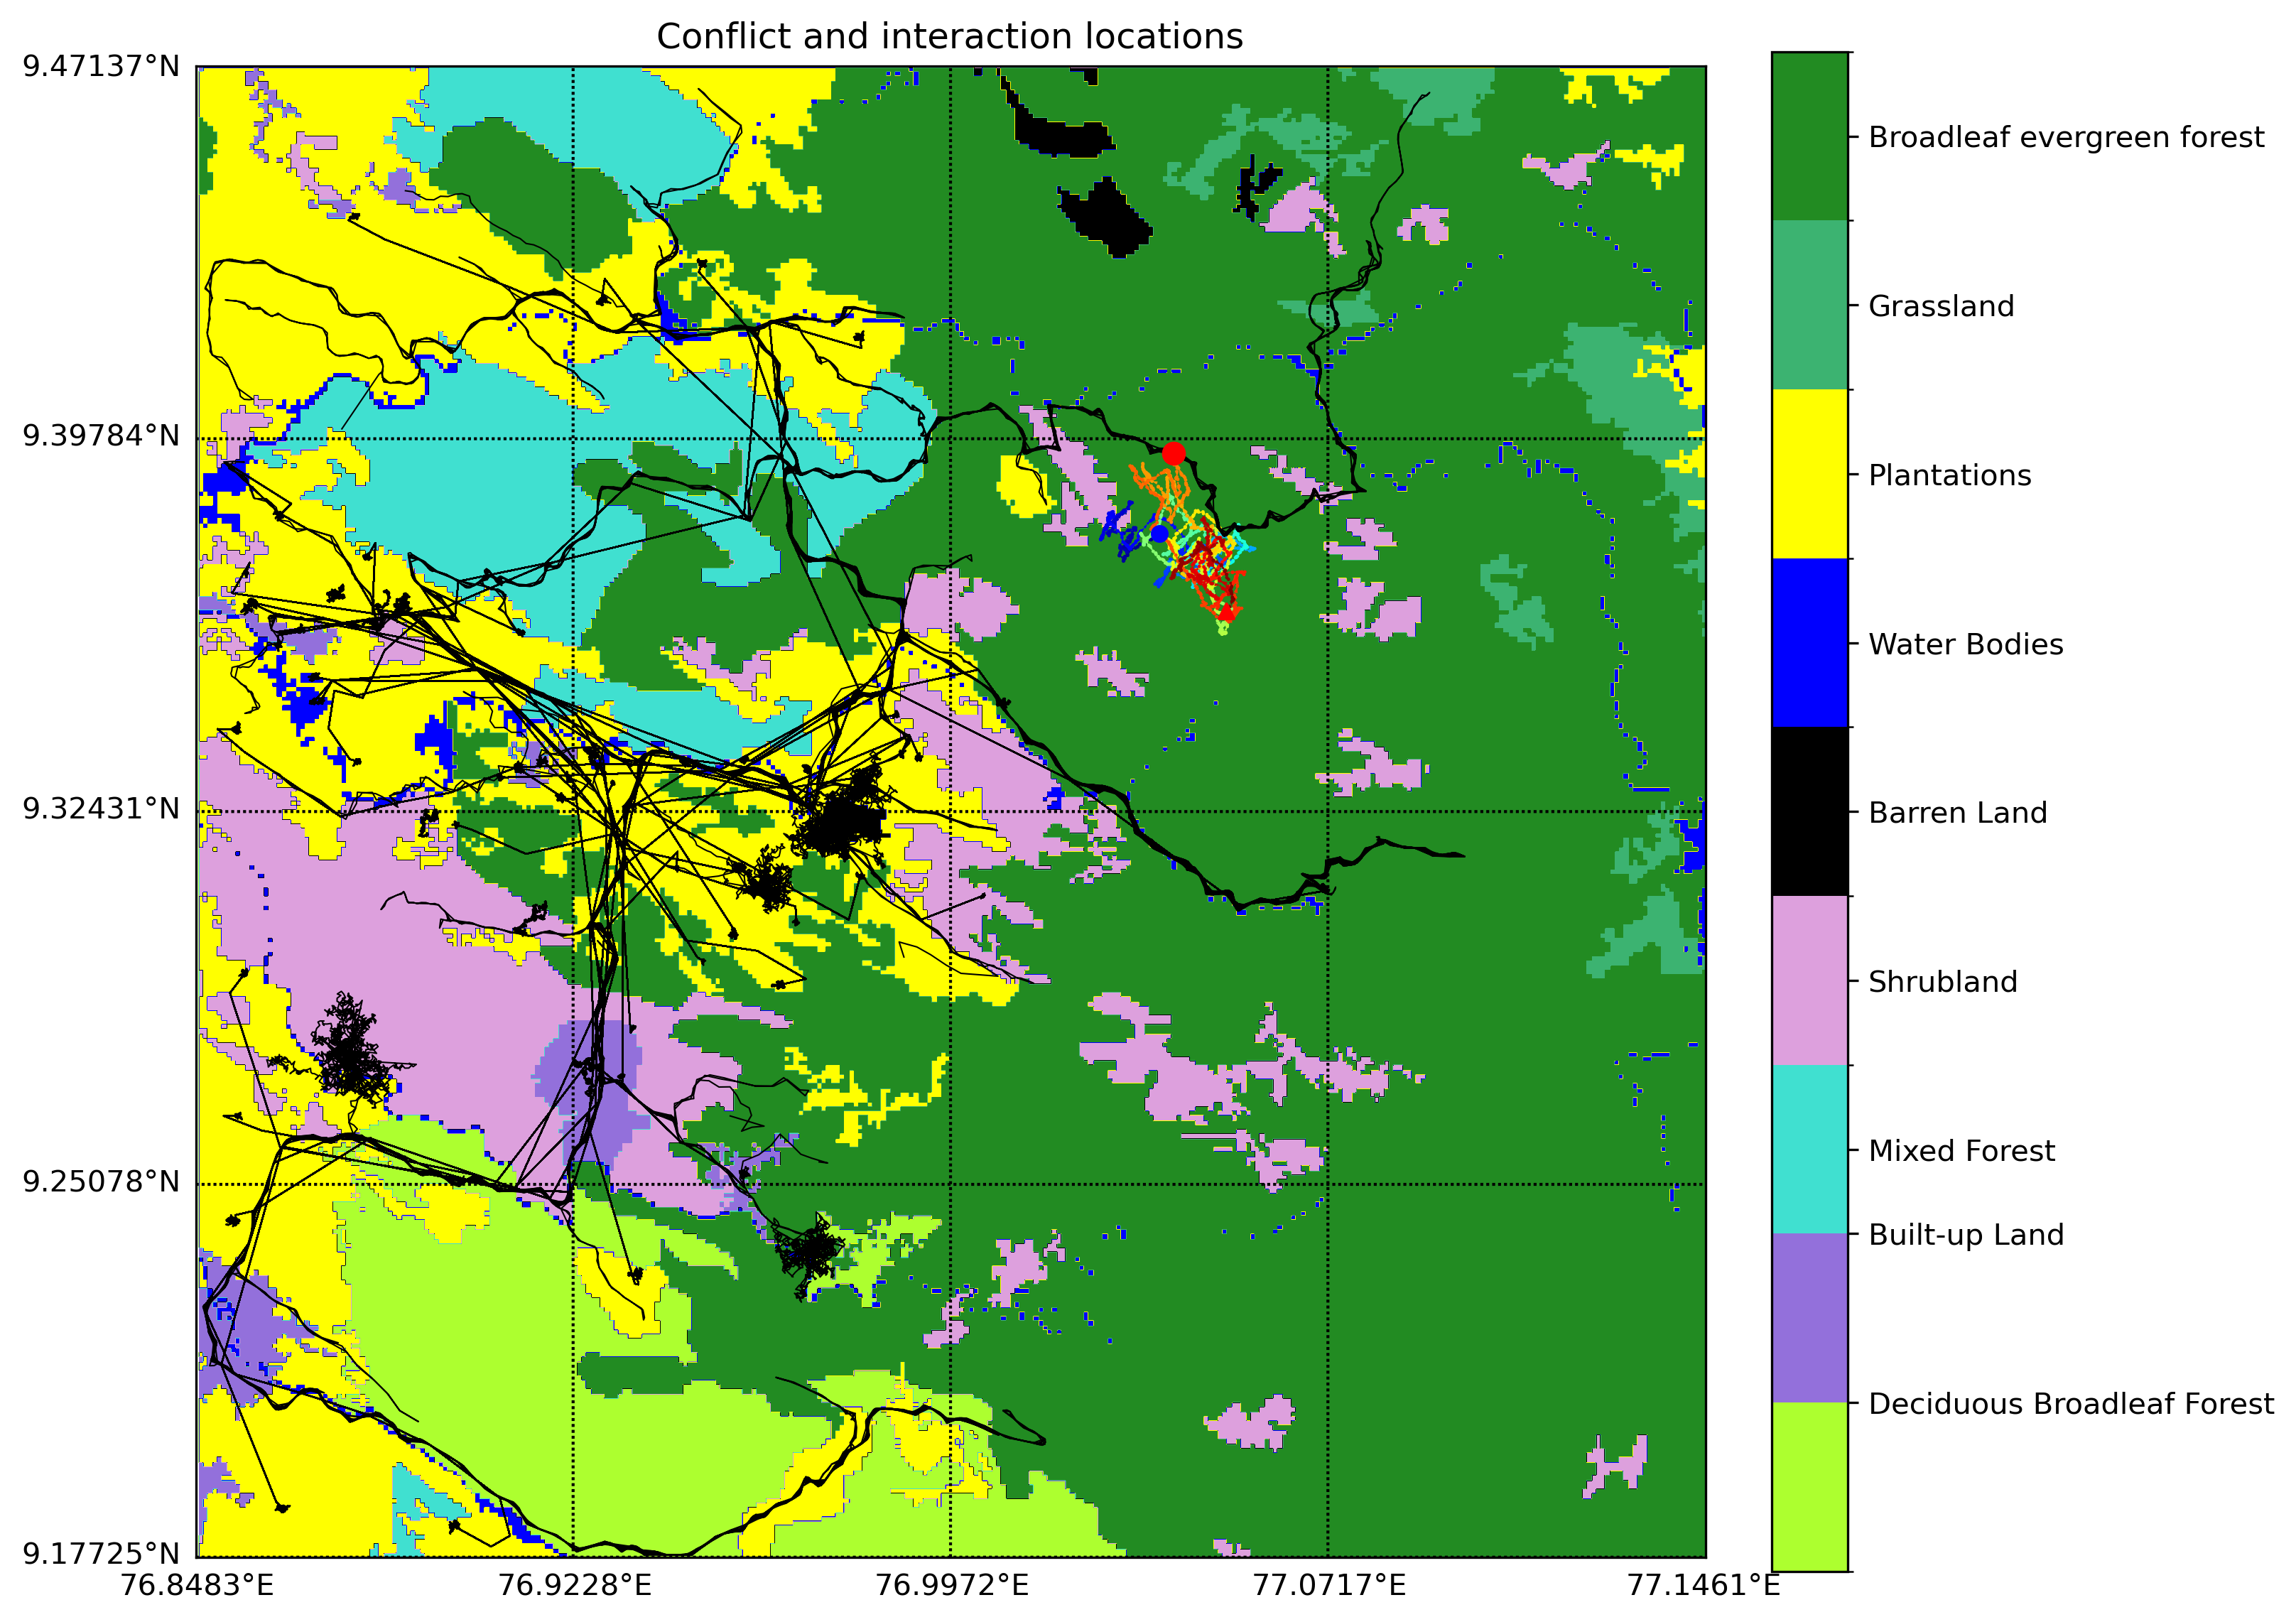 Conflict and interaction locations
9.47137°N
9.39784°N
9.32431°N
9.25078°N
9.17725°N
76.8483°E
76.9228°E
76.9972°E
77.0717°E
77.1461°E
Broadleaf evergreen forest
Grassland
Plantations
Water Bodies
Barren Land
Shrubland
Mixed Forest
Built-up Land
Deciduous Broadleaf Forest